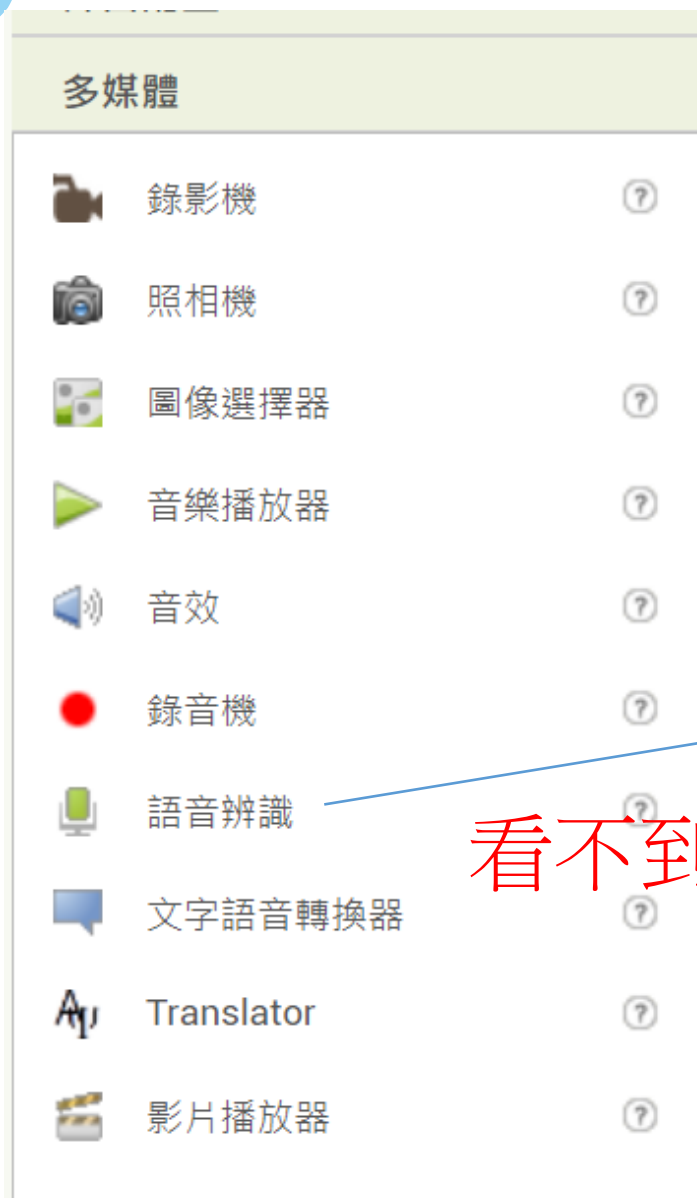 多媒體
錄影機
照相機
圖像選擇器
音樂播放器
音效
錄音機
語音辨識
看不到
文字語音轉換器
Translator
影片播放器